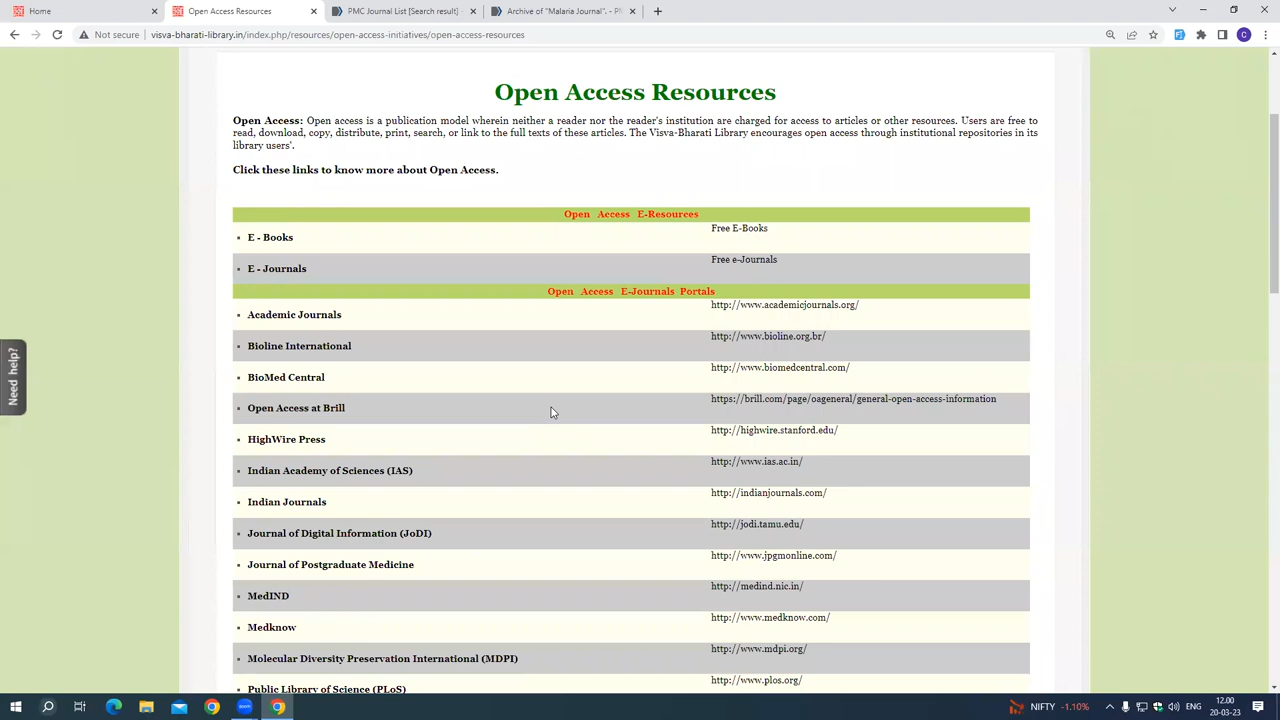 Home
Open Access Resources
PMC Journal List [Search result]
Archive of "Malaria Journal". - P
Not secure
visva-bharati-library.in/index.php/resources/open-access-initiatives/open-access-resources
C
Open Access Resources
Open Access: Open access is a publication model wherein neither a reader nor the reader's institution are charged for access to articles or other resources. Users are free to
read, download, copy, distribute, print, search, or link to the full texts of these articles. The Visva-Bharati Library encourages open access through institutional repositories in its
library users'.
Click these links to know more about Open Access.
Open Access E-Resources
E - Books Free E-Books
E - Journals Free e-Journals
Open Access E-Journals Portals
Academic Journals http://www.academicjournals.org/
Bioline International http://www.bioline.org.br/
BioMed Central http://www.biomedcentral.com/
Open Access at Brill https://brill.com/page/oageneral/general-open-access-information
HighWire Press http://highwire.stanford.edu/
Indian Academy of Sciences (IAS) http://www.ias.ac.in/
Indian Journals http://indianjournals.com/
Journal of Digital Information (JoDI) http://jodi.tamu.edu/
Journal of Postgraduate Medicine http://www.jpgmonline.com/
MedIND http://medind.nic.in/
Medknow http://www.medknow.com/
Molecular Diversity Preservation International (MDPI) http://www.mdpi.org/
Public Library of Science (PLoS) http://www.plos.org/
Need help?
NIFTY -1.10%
ENG
12.00
20-03-23